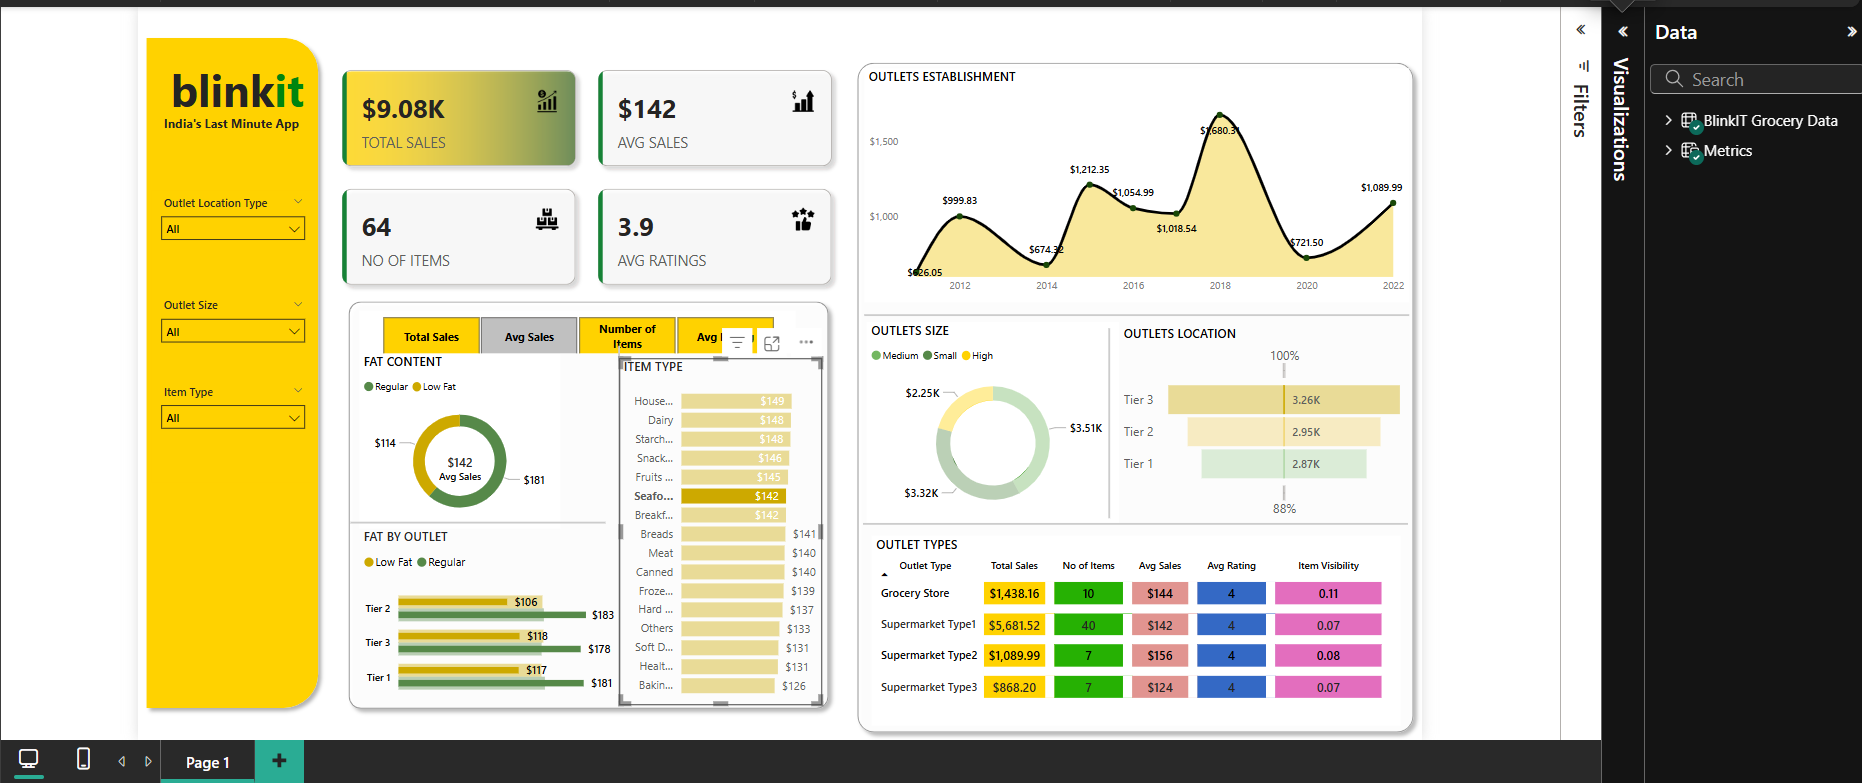 blinkit
India's Last Minute App
Outlet Location Type
All
Outlet Size
All
Item Type
All
$9.08K
TOTAL SALES
$142
AVG SALES
64
NO OF ITEMS
3.9
AVG RATINGS
Total Sales
Avg Sales
Number of
Items
Avg
FAT CONTENT
Regular Low Fat
$114
$142
Avg Sales
$181
FAT BY OUTLET
Low Fat Regular
Tier 2 $106 $183
Tier 3 $118 $178
Tier 1 $117 $181
ITEM TYPE
House... $149
Dairy $148
Starch... $148
Snack... $146
Fruits ... $145
Seafo... $142
Breakf... $142
Breads $141
Meat $140
Canned $140
Froze... $139
Hard ... $137
Others $133
Soft D... $131
Healt... $131
Bakin... $126
OUTLETS ESTABLISHMENT
$1,500
$1,000
$999.83
$674.32
$1,212.35
$1,054.99
$1,018.54
$1,680.31
$721.50
$1,089.99
2012 2014 2016 2018 2020 2022
OUTLETS SIZE
Medium Small High
$2.25K
$3.51K
$3.32K
OUTLETS LOCATION
100%
Tier 3 3.26K
Tier 2 2.95K
Tier 1 2.87K
88%
OUTLET TYPES
Outlet Type Total Sales No of Items Avg Sales Avg Rating Item Visibility
Grocery Store $1,438.16 10 $144 4 0.11
Supermarket Type1 $5,681.52 40 $142 4 0.07
Supermarket Type2 $1,089.99 7 $156 4 0.08
Supermarket Type3 $868.20 7 $124 4 0.07
Filters
Visualizations
Data
Search
BlinkIT Grocery Data
Metrics
Page 1